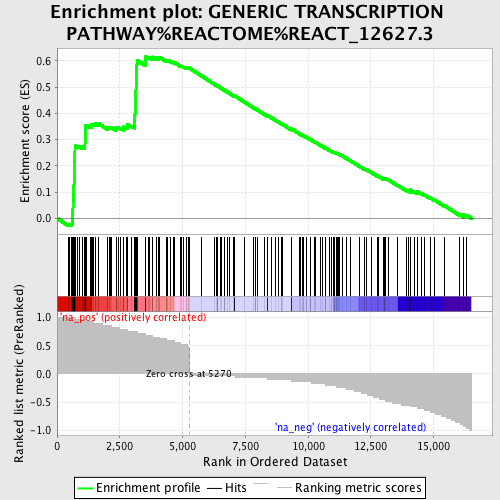 Enrichment plot: GENERIC TRANSCRIPTION
PATHWAY%REACTOME%REACT_12627.3
Enrichment score (ES)
0.6
0.5
0.4
0.3
0.2
0.1
0.0
Ranked list metric (PreRanked)
1.0
0.5
0.0
-0.5
-1.0
'na_pos' (positively correlated)
Zero cross at 5270
'na_neg' (negatively correlated)
0
2,500
5,000
7,500
10,000
12,500
15,000
Rank in Ordered Dataset
Enrichment profile
Hits
Ranking metric scores